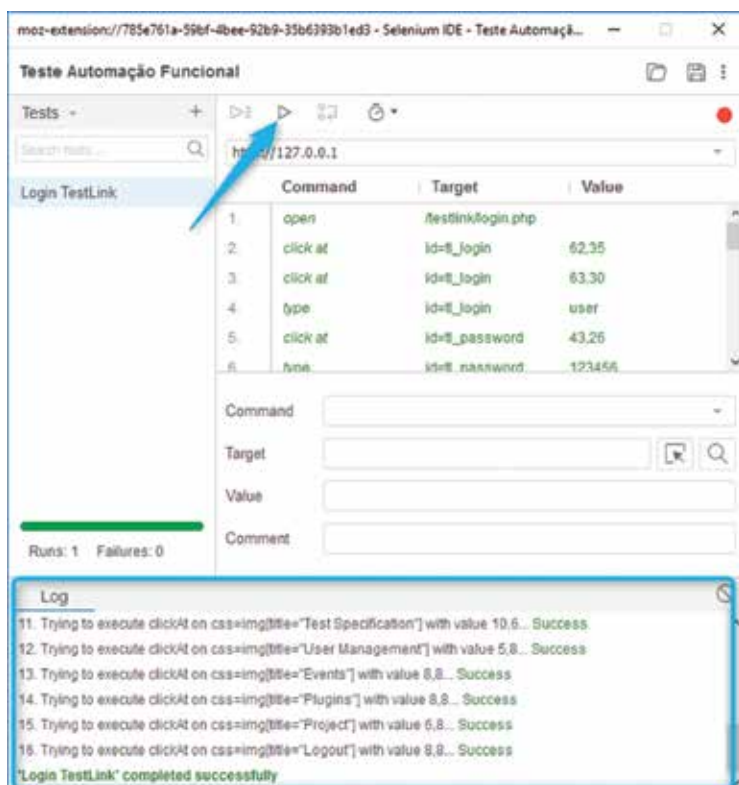 moz-extension://785e761a-59bf-4bee-92b9-35b6393b1ed3 - Selenium IDE - Teste Automaçã...
Teste Automação Funcional
Tests
Search tests...
http://127.0.0.1
Login TestLink
Command Target Value
1. open /testlink/login.php
2. click at id=tl_login 62,35
3. click at id=tl_login 63,30
4. type id=tl_login user
5. click at id=tl_password 43,26
6. type id=tl_password 123456
Command
Target
Value
Comment
Runs: 1 Failures: 0
Log
11. Trying to execute clickAt on css=img[title="Test Specification"] with value 10,6... Success
12. Trying to execute clickAt on css=img[title="User Management"] with value 5,8... Success
13. Trying to execute clickAt on css=img[title="Events"] with value 8,8... Success
14. Trying to execute clickAt on css=img[title="Plugins"] with value 8,8... Success
15. Trying to execute clickAt on css=img[title="Project"] with value 6,8... Success
16. Trying to execute clickAt on css=img[title="Logout"] with value 8,8... Success
'Login TestLink' completed successfully